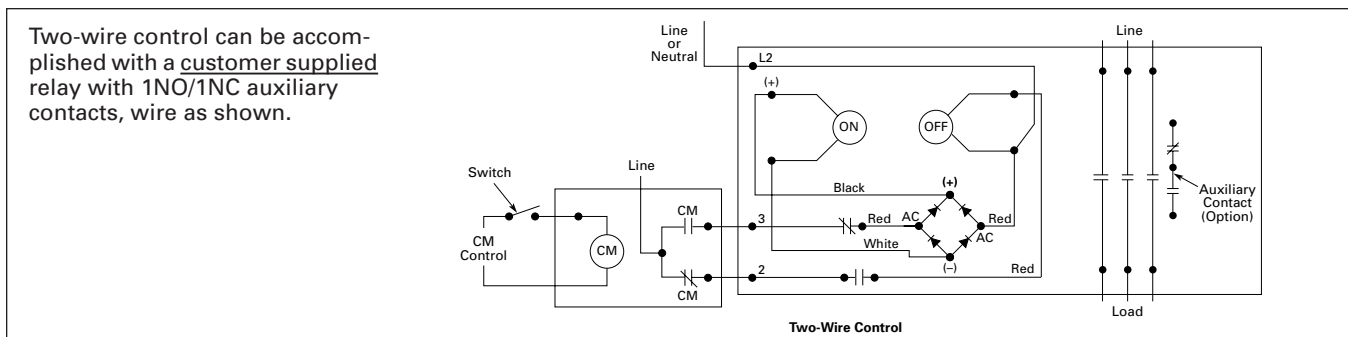 Two-wire control can be accom-
plished with a customer supplied
relay with 1NO/1NC auxiliary
contacts, wire as shown.
Line
or
Neutral
L2
Line
(+)
ON
OFF
Switch
Line
Black
(+)
Auxiliary
Contact
(Option)
CM
3
Red
AC
Red
CM
Control
CM
White
AC
2
(–)
Red
CM
Load
Two-Wire Control